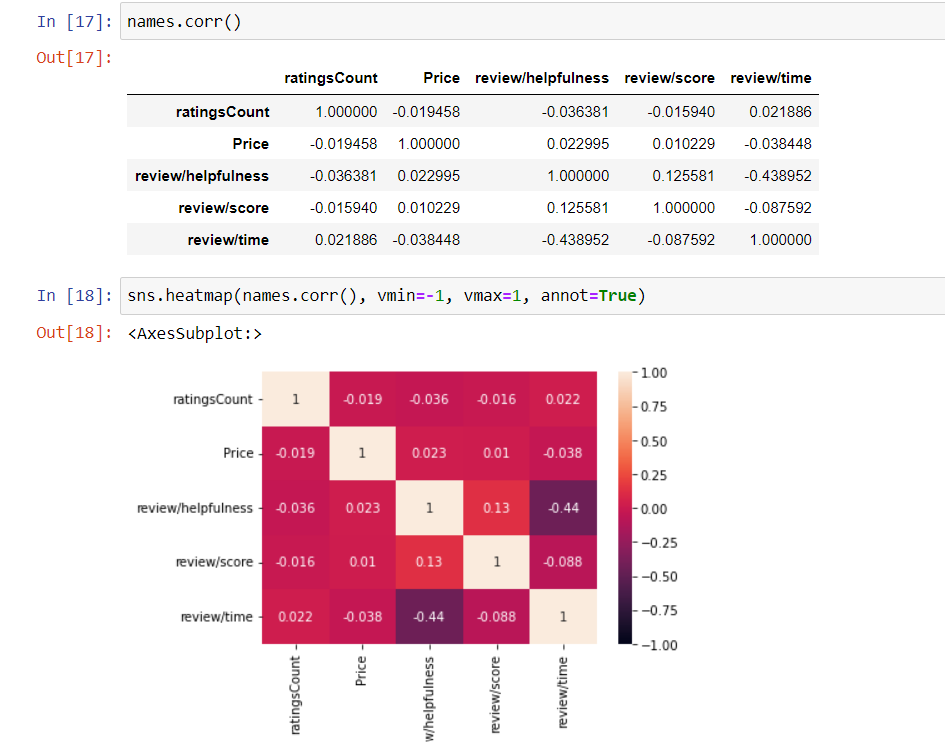 In [17]: names.corr()
Out[17]:
ratingsCount Price review/helpfulness review/score review/time
ratingsCount 1.000000 -0.019458 -0.036381 -0.015940 0.021886
Price -0.019458 1.000000 0.022995 0.010229 -0.038448
review/helpfulness -0.036381 0.022995 1.000000 0.125581 -0.438952
review/score -0.015940 0.010229 0.125581 1.000000 -0.087592
review/time 0.021886 -0.038448 -0.438952 -0.087592 1.000000
In [18]: sns.heatmap(names.corr(), vmin=-1, vmax=1, annot=True)
Out[18]: <AxesSubplot:>
ratingsCount 1 -0.019 -0.036 -0.016 0.022
Price -0.019 1 0.023 0.01 -0.038
review/helpfulness -0.036 0.023 1 0.13 -0.44
review/score -0.016 0.01 0.13 1 -0.088
review/time 0.022 -0.038 -0.44 -0.088 1
ratingsCount
Price
w/helpfulness
review/score
review/time
1.00
0.75
0.50
0.25
0.00
−0.25
−0.50
−0.75
−1.00